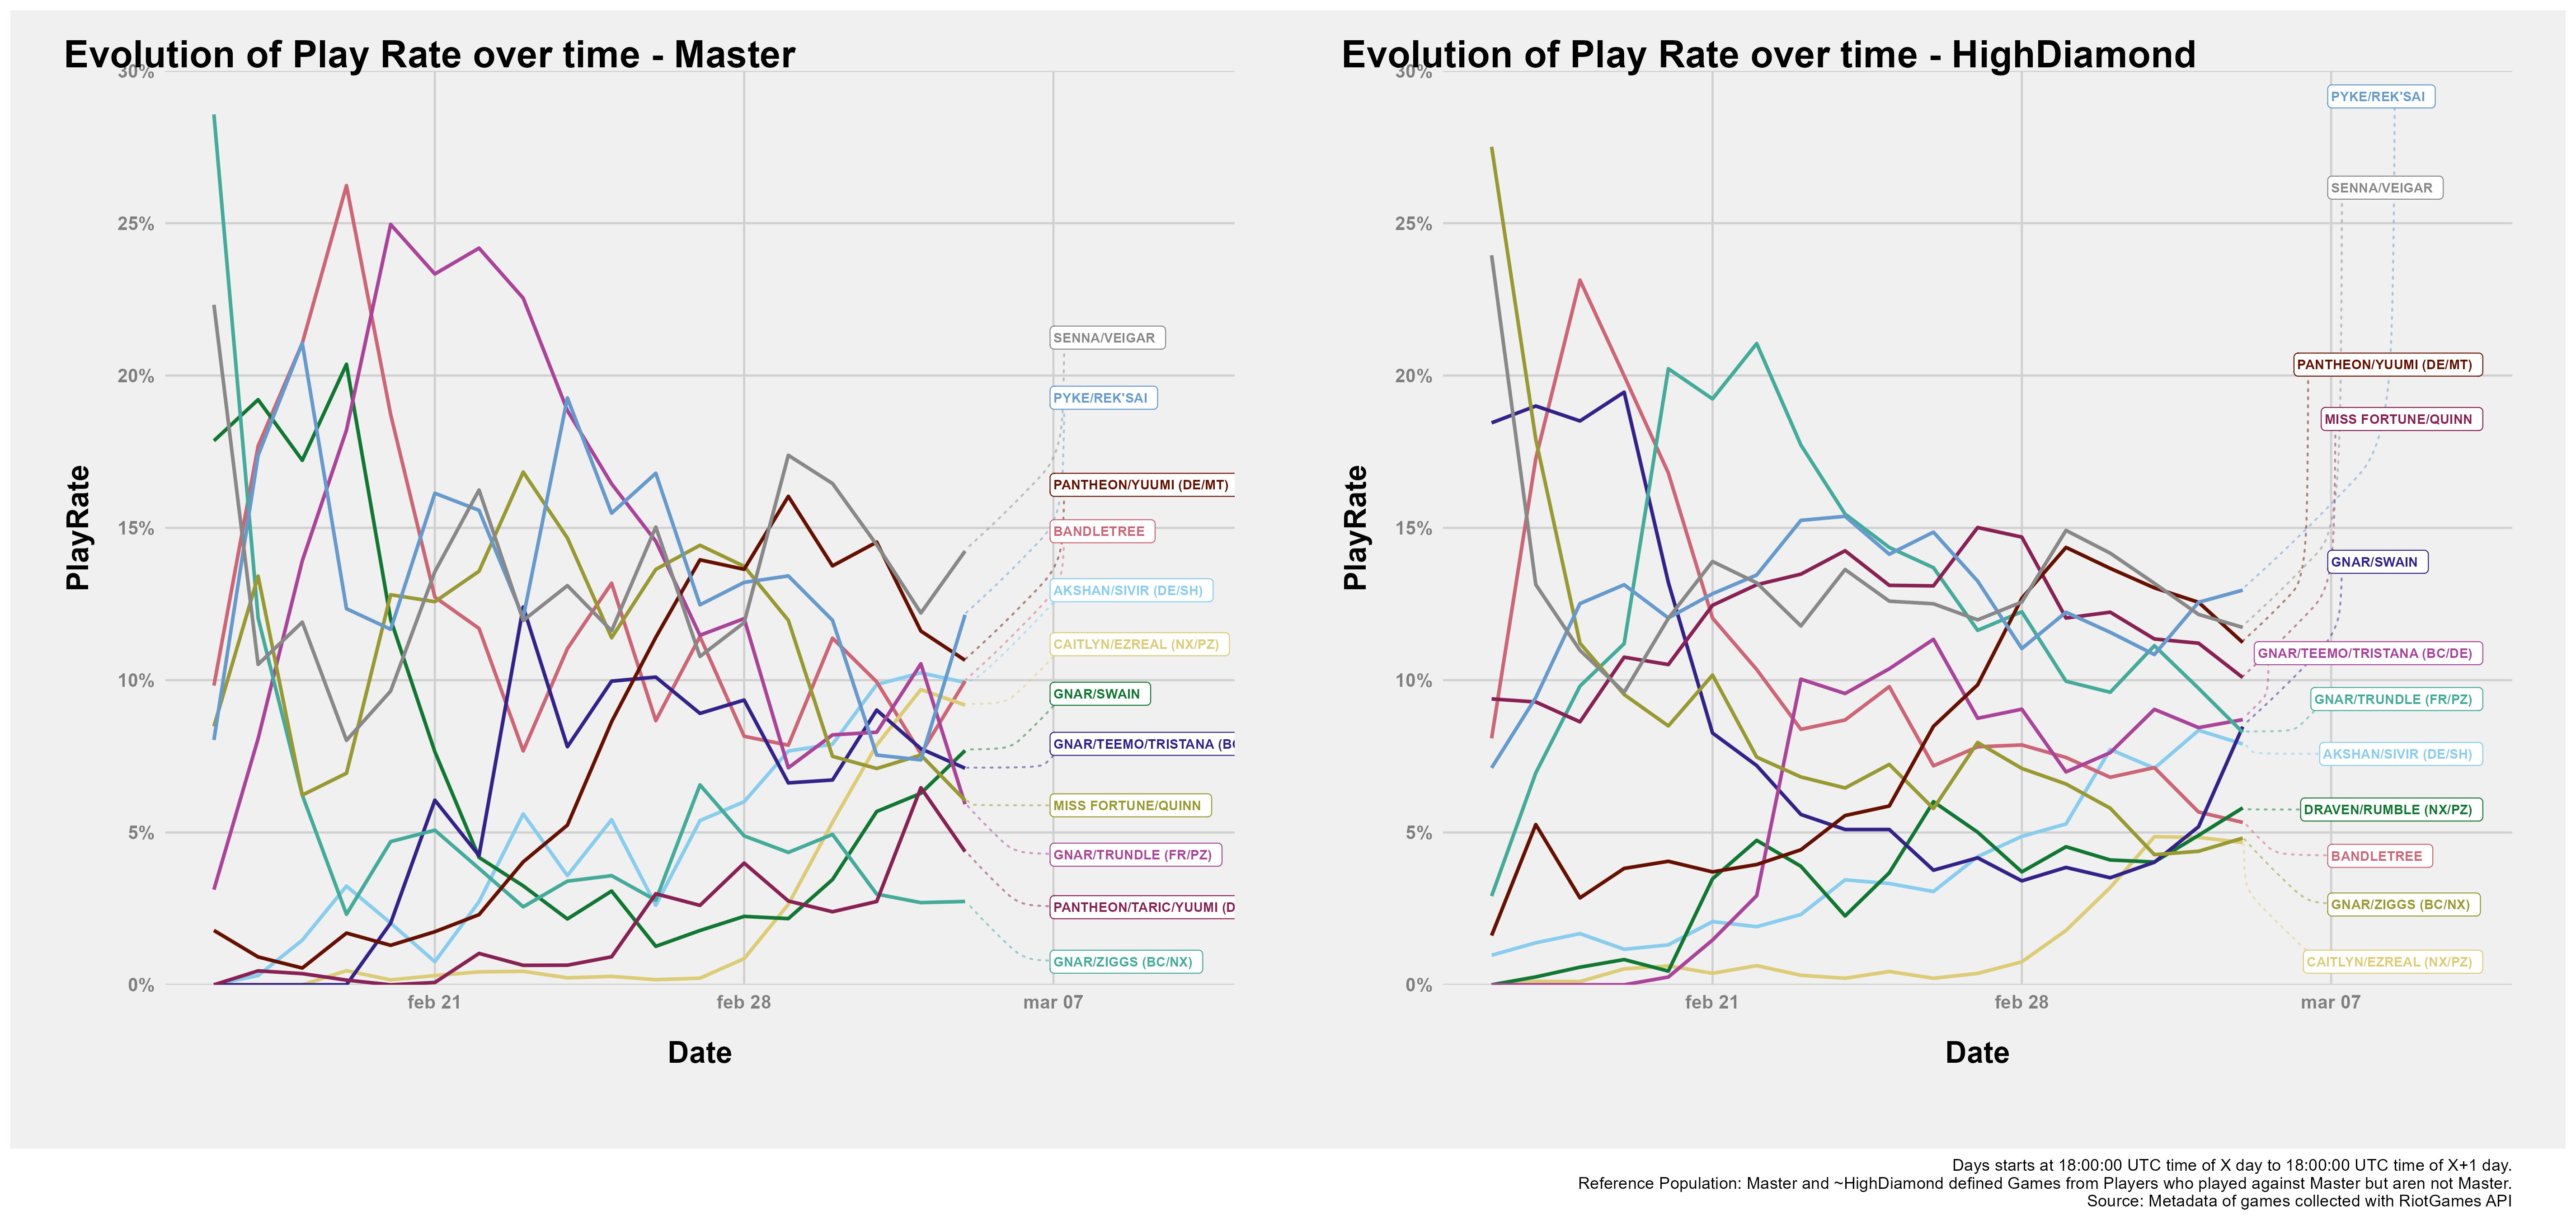 Evolution of Play Rate over time - Master
30%
25%
20%
15%
10%
5%
0%
PlayRate
feb 21
feb 28
mar 07
Date
SENNA/VEIGAR
PYKE/REK'SAI
PANTHEON/YUUMI (DE/MT)
BANDLETREE
AKSHAN/SIVIR (DE/SH)
CAITLYN/EZREAL (NX/PZ)
GNAR/SWAIN
GNAR/TEEMO/TRISTANA (BC
MISS FORTUNE/QUINN
GNAR/TRUNDLE (FR/PZ)
PANTHEON/TARIC/YUUMI (D
GNAR/ZIGGS (BC/NX)
Evolution of Play Rate over time - HighDiamond
30%
25%
20%
15%
10%
5%
0%
PlayRate
feb 21
feb 28
mar 07
Date
PYKE/REK'SAI
SENNA/VEIGAR
PANTHEON/YUUMI (DE/MT)
MISS FORTUNE/QUINN
GNAR/SWAIN
GNAR/TEEMO/TRISTANA (BC/DE)
GNAR/TRUNDLE (FR/PZ)
AKSHAN/SIVIR (DE/SH)
DRAVEN/RUMBLE (NX/PZ)
BANDLETREE
GNAR/ZIGGS (BC/NX)
CAITLYN/EZREAL (NX/PZ)
Days starts at 18:00:00 UTC time of X day to 18:00:00 UTC time of X+1 day.
Reference Population: Master and ~HighDiamond defined Games from Players who played against Master but aren not Master.
Source: Metadata of games collected with RiotGames API